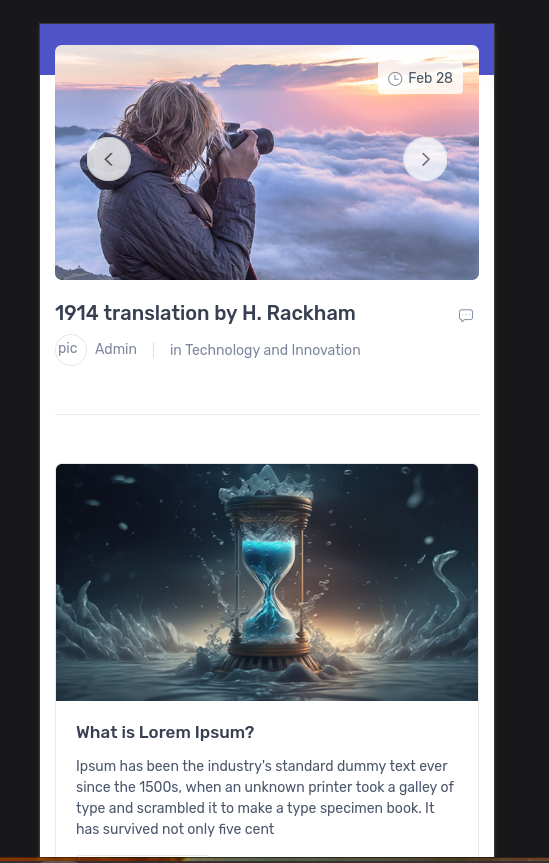 Feb 28
1914 translation by H. Rackham
pic Admin in Technology and Innovation
What is Lorem Ipsum?
Ipsum has been the industry's standard dummy text ever
since the 1500s, when an unknown printer took a galley of
type and scrambled it to make a type specimen book. It
has survived not only five cent